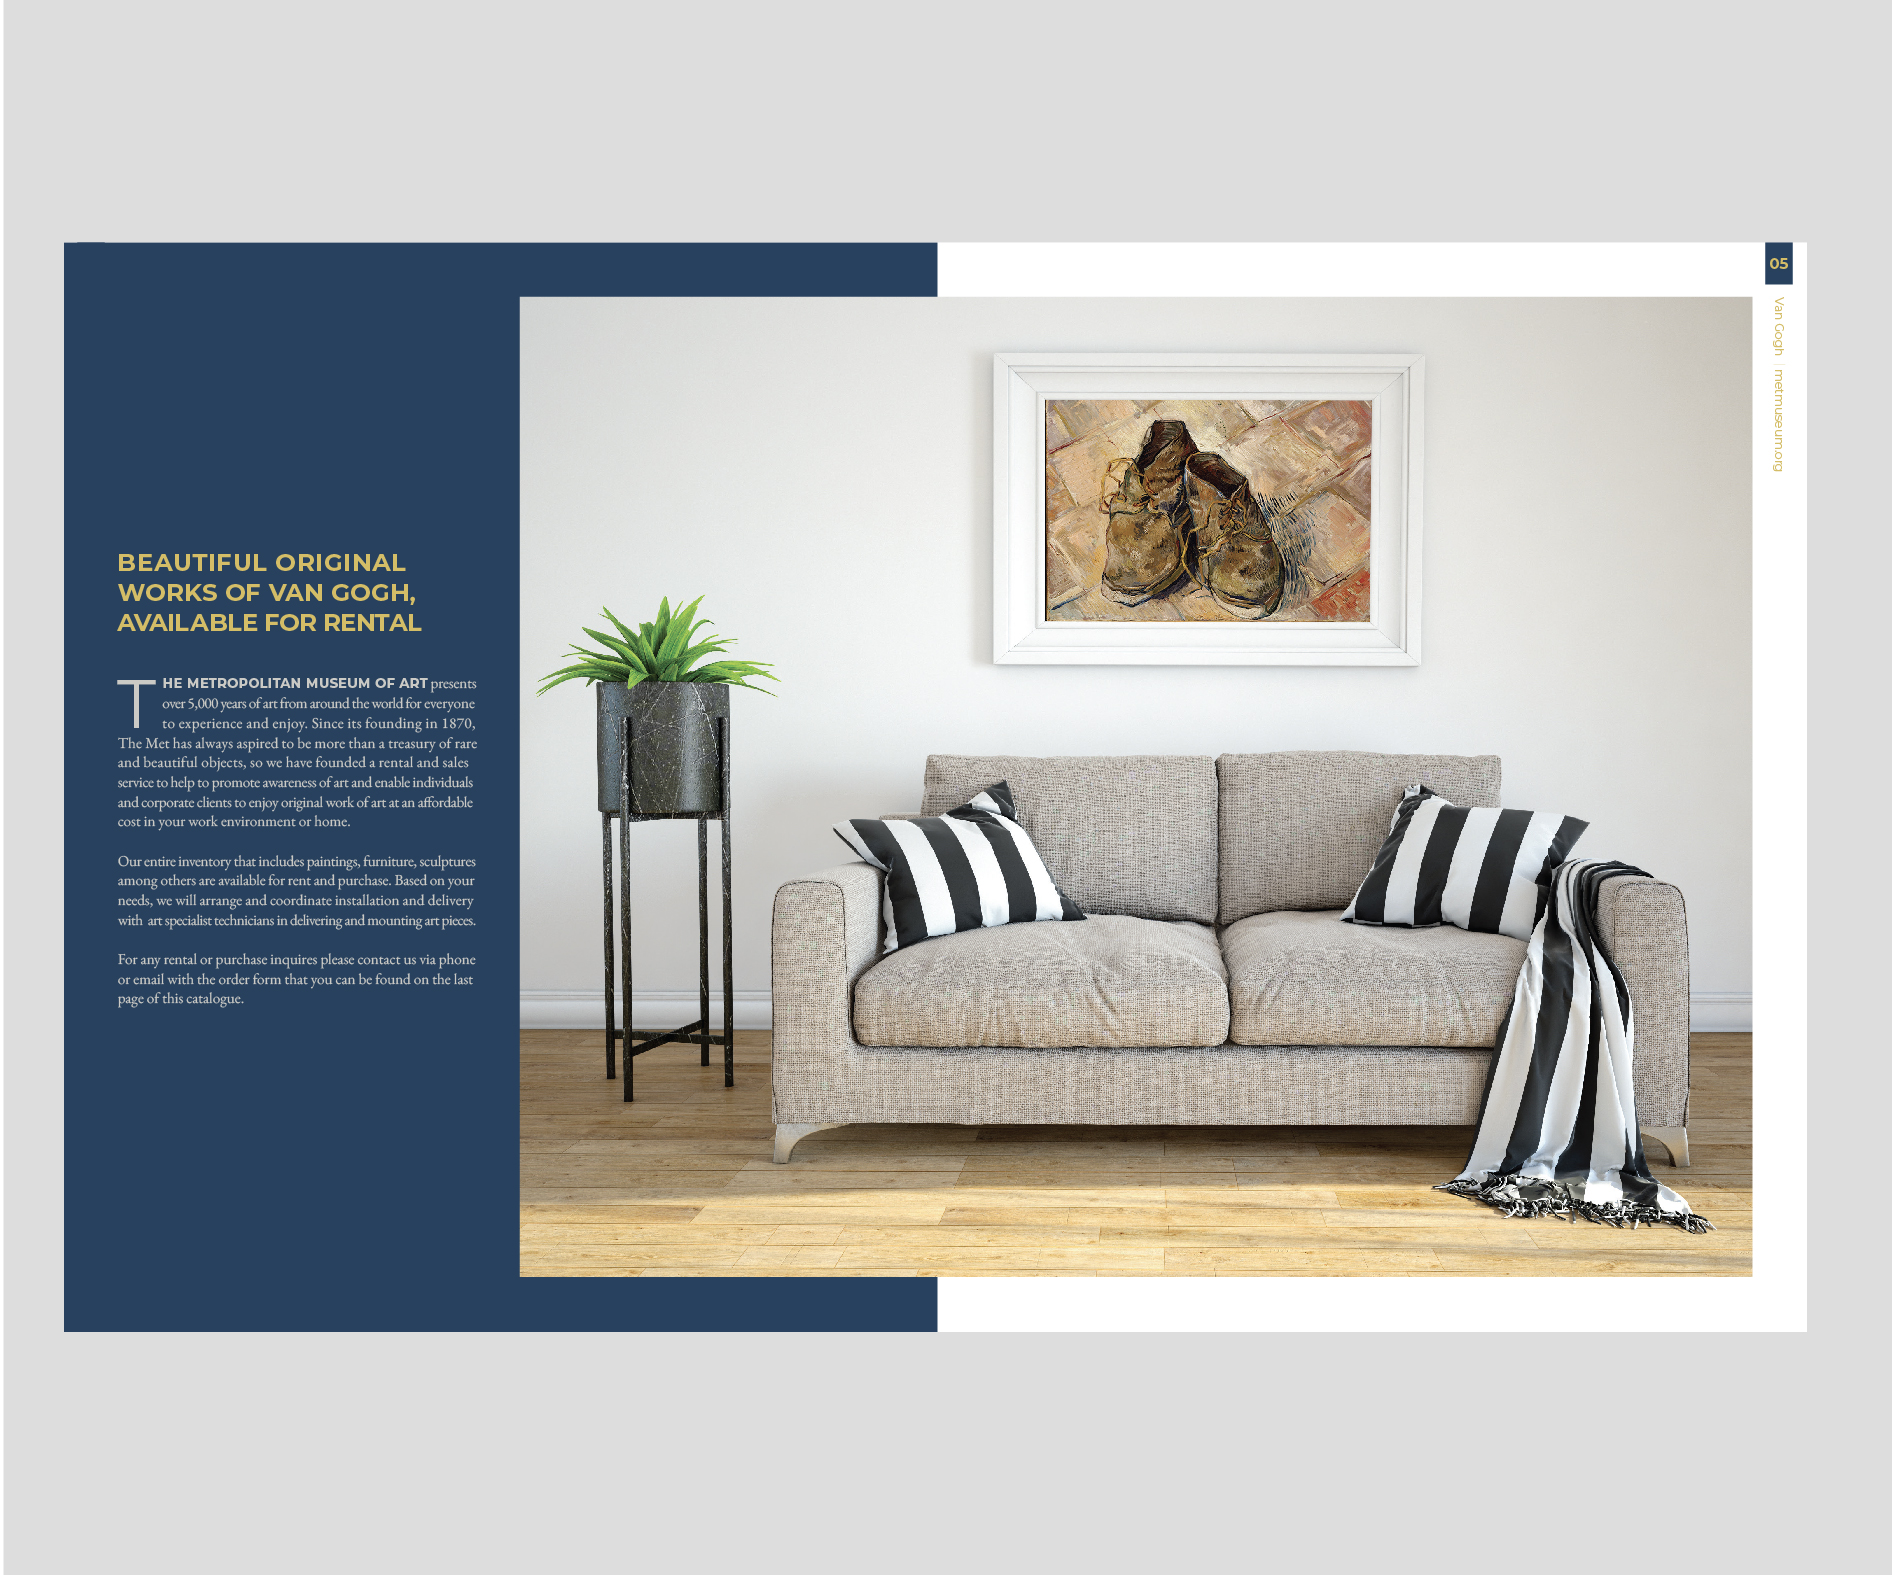 BEAUTIFUL ORIGINAL
WORKS OF VAN GOGH,
AVAILABLE FOR RENTAL
THE METROPOLITAN MUSEUM OF ART presents
over 5,000 years of art from around the world for everyone
to experience and enjoy. Since its founding in 1870,
The Met has always aspired to be more than a treasury of rare
and beautiful objects, so we have founded a rental and sales
service to help to promote awareness of art and enable individuals
and corporate clients to enjoy original work of art at an affordable
cost in your work environment or home.
Our entire inventory that includes paintings, furniture, sculptures
among others are available for rent and purchase. Based on your
needs, we will arrange and coordinate installation and delivery
with art specialist technicians in delivering and mounting art pieces.
For any rental or purchase inquires please contact us via phone
or email with the order form that you can be found on the last
page of this catalogue.
05
Van Gogh | metmuseum.org